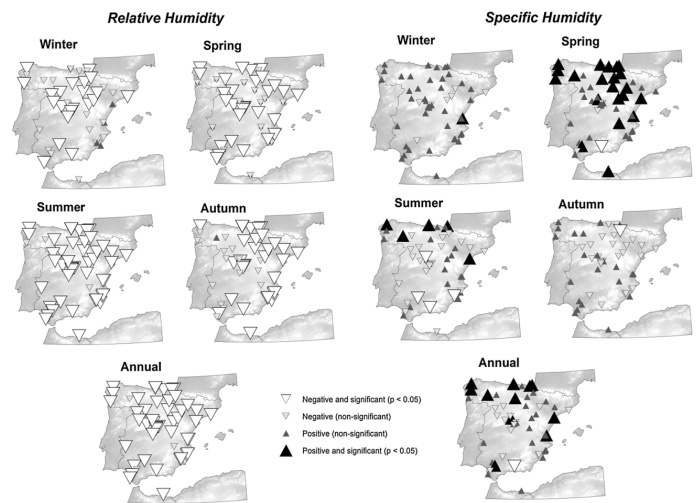 Relative Humidity
Specific Humidity
Winter
Spring
Winter
Spring
Summer
Autumn
Summer
Autumn
Annual
Annual
Negative and significant (p < 0.05)
Negative (non-significant)
Positive (non-significant)
Positive and significant (p < 0.05)